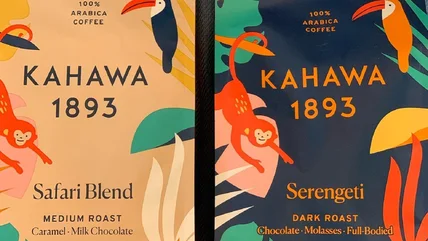 100%
ARABICA
COFFEE
KAHAWA
1893
Safari Blend
MEDIUM ROAST
Caramel · Milk Chocolate
100%
ARABICA
COFFEE
KAHAWA
1893
Serengeti
DARK ROAST
Chocolate · Molasses · Full-Bodied